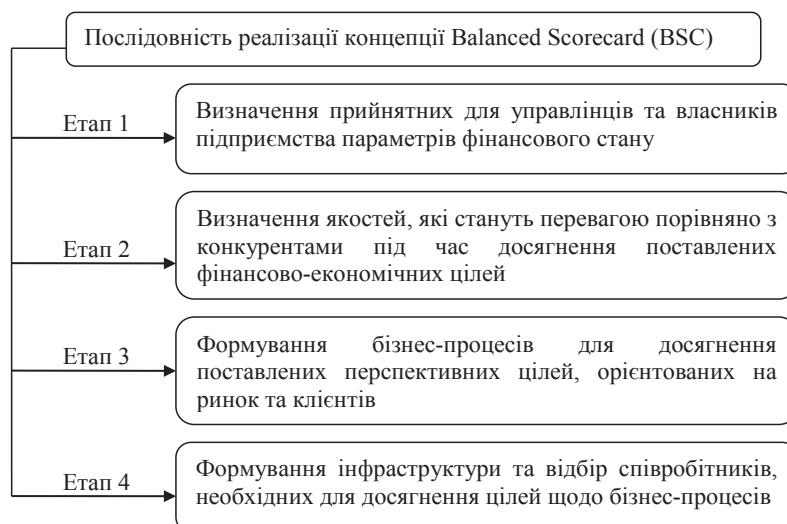 Послідовність реалізації концепції Balanced Scorecard (BSC)
Етап 1
Визначення прийнятних для управлінців та власників
підприємства параметрів фінансового стану
Етап 2
Визначення якостей, які стануть перевагою порівняно з
конкурентами під час досягнення поставлених
фінансово-економічних цілей
Етап 3
Формування бізнес-процесів для досягнення
поставлених перспективних цілей, орієнтованих на
ринок та клієнтів
Етап 4
Формування інфраструктури та відбір співробітників,
необхідних для досягнення цілей щодо бізнес-процесів